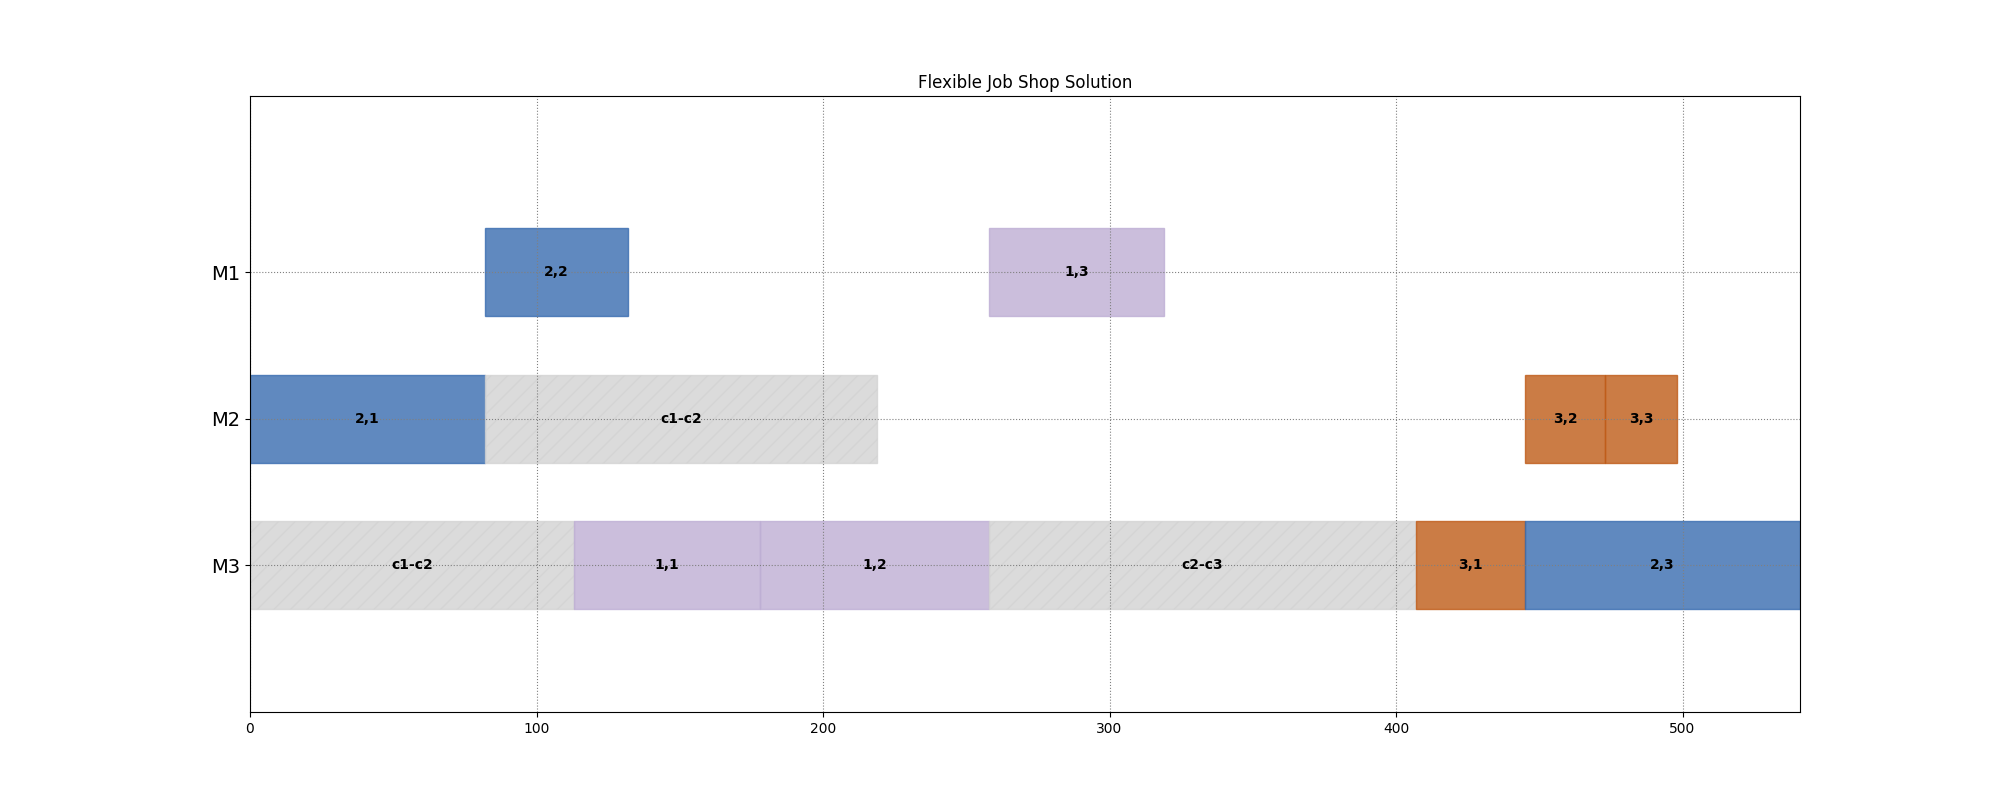 Flexible Job Shop Solution
M1
2,2
1,3
M2
2,1
c1-c2
3,2
3,3
M3
c1-c2
1,1
1,2
c2-c3
3,1
2,3
0
100
200
300
400
500